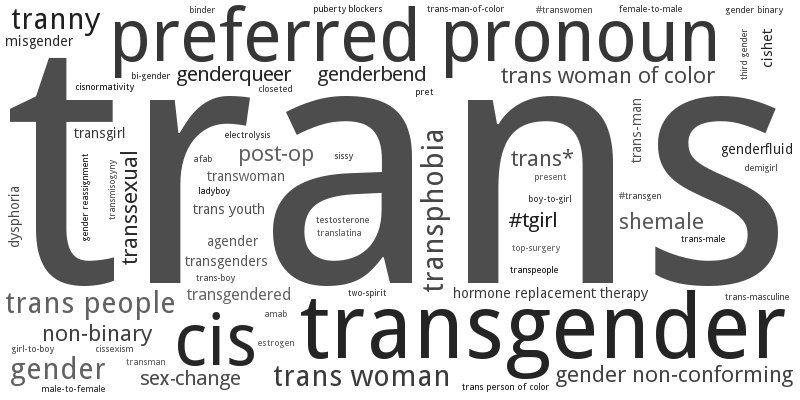 tranny
binder
puberty blockers
trans-man-of-color
#transwomen
female-to-male
gender binary
misgender
preferred pronoun
third gender
cishet
bi-gender
genderqueer
genderbend
trans woman of color
cisnormativity
closeted
pret
trans
transgirl
electrolysis
trans-man
genderfluid
afab
post-op
sissy
trans*
demigirl
gender reassignment
transmisogyny
transsexual
transwoman
transphobia
present
dysphoria
ladyboy
boy-to-girl
#transgen
trans youth
testosterone
translatina
#tgirl
shemale
agender
top-surgery
trans-male
transgenders
transpeople
trans-boy
trans people
transgendered
two-spirit
hormone replacement therapy
trans-masculine
non-binary
cis
amab
transgender
girl-to-boy
cissexism
estrogen
gender
transman
male-to-female
sex-change
trans woman
trans person of color
gender non-conforming